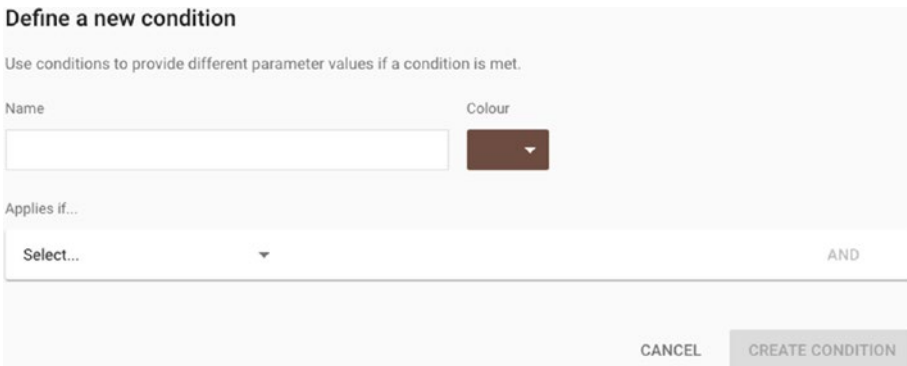 Define a new condition
Use conditions to provide different parameter values if a condition is met.
Name Colour
Applies if...
Select... AND
CANCEL CREATE CONDITION